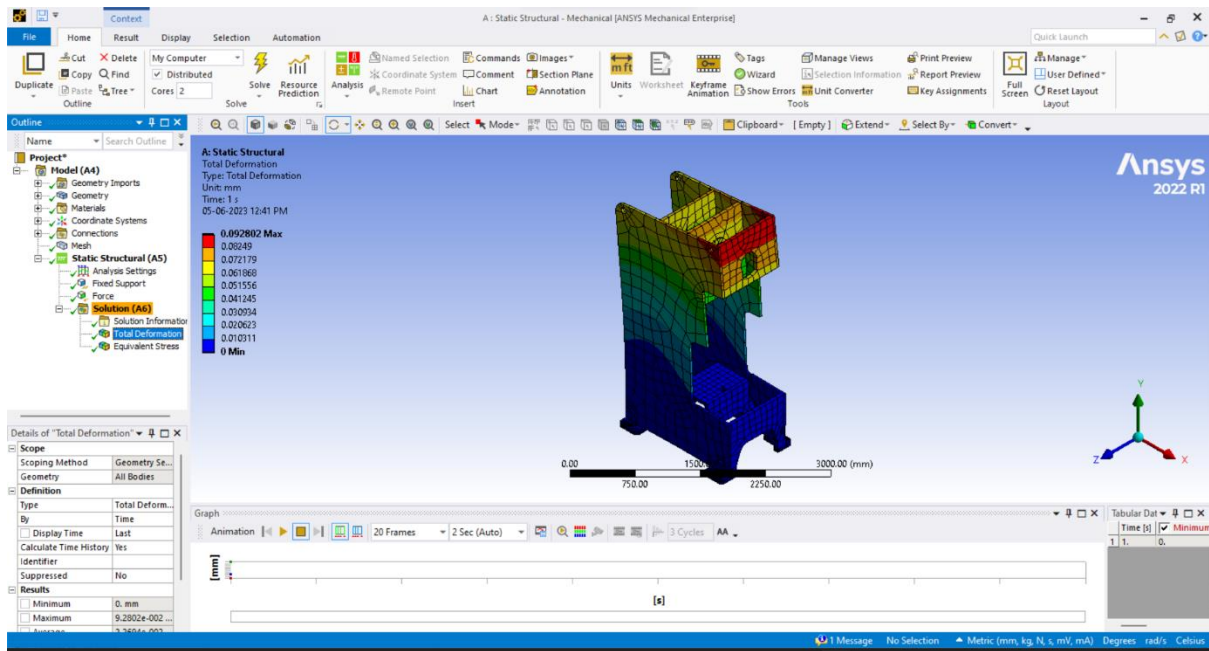 Context
A : Static Structural - Mechanical [ANSYS Mechanical Enterprise]
File Home Result Display Selection Automation
Quick Launch
Duplicate
Cut
Copy
Paste
Delete
Find
Tree
Outline
My Computer
Distributed
Cores 2
Solve
Resource Prediction
Solve
Analysis
Named Selection
Coordinate System
Remote Point
Commands
Comment
Chart
Images
Section Plane
Annotation
Insert
Units
Worksheet
Keyframe Animation
Tags
Wizard
Show Errors
Manage Views
Selection Information
Unit Converter
Print Preview
Report Preview
Key Assignments
Tools
Full Screen
Manage
User Defined
Reset Layout
Layout
Outline
Select Mode Clipboard [Empty] Extend Select By Convert
Name Search Outline
Project*
Model (A4)
Geometry Imports
Geometry
Materials
Coordinate Systems
Connections
Mesh
Static Structural (A5)
Analysis Settings
Fixed Support
Force
Solution (A6)
Solution Informatio
Total Deformation
Equivalent Stress
A: Static Structural
Total Deformation
Type: Total Deformation
Unit: mm
Time: 1 s
05-06-2023 12:41 PM
0.092802 Max
0.08249
0.072179
0.061868
0.051556
0.041245
0.030934
0.020623
0.010311
0 Min
Ansys
2022 R1
Y
Z X
0.00 3000.00 (mm)
750.00 2250.00
Details of "Total Deformation"
Scope
Scoping Method Geometry Se...
Geometry All Bodies
Definition
Type Total Deform...
By Time
Display Time Last
Calculate Time History Yes
Identifier
Suppressed No
Results
Minimum 0. mm
Maximum 9.2802e-002 ...
Graph
Animation 20 Frames 2 Sec (Auto) 3 Cycles AA
[mm]
[s]
Tabular Dat
Time [s] Minimum
1 1. 0.
1 Message No Selection Metric (mm, kg, N, s, mV, mA) Degrees rad/s Celsius